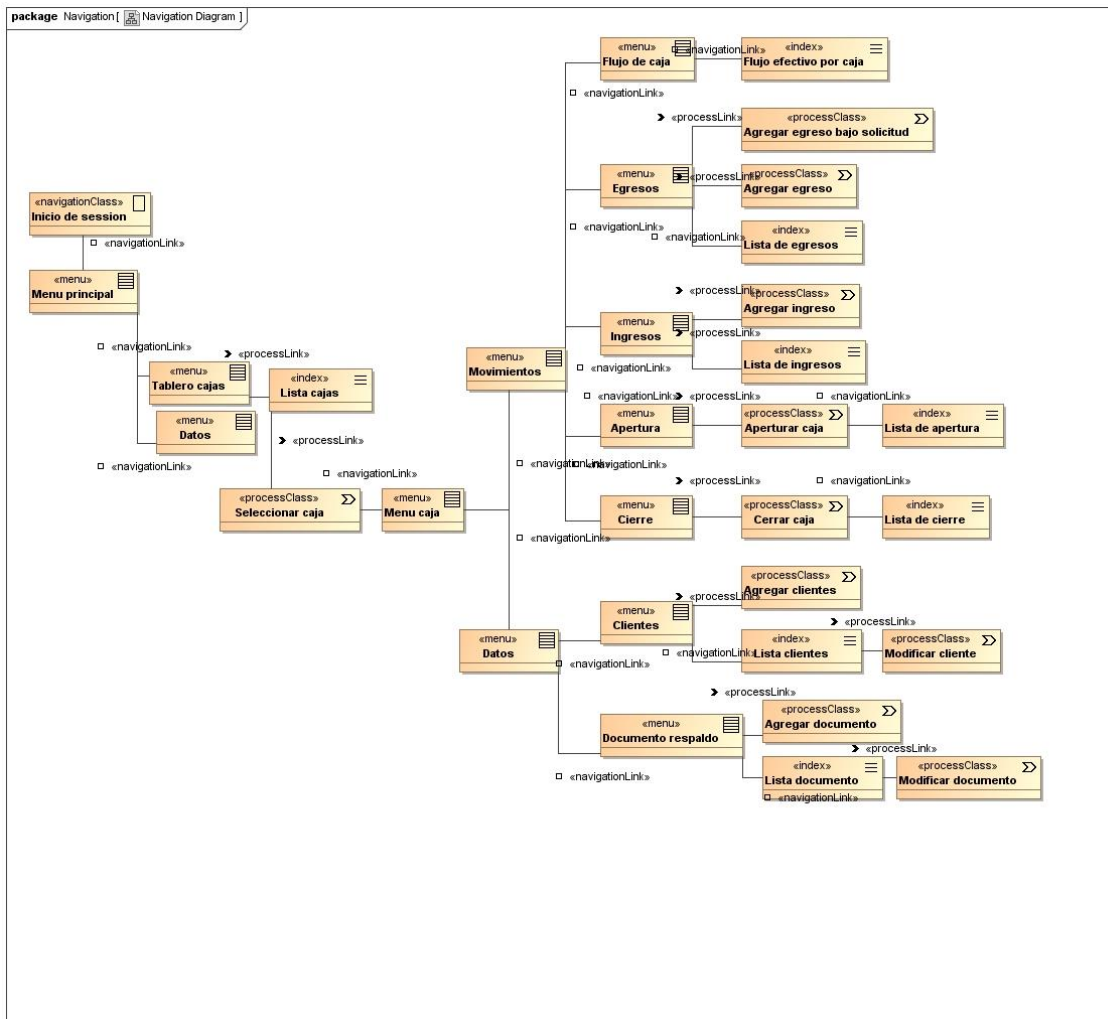 package Navigation [ Navigation Diagram ]
«navigationClass»
Inicio de session
«navigationLink»
«menu»
Menu principal
«navigationLink»
«menu»
Tablero cajas
«processLink»
«index»
Lista cajas
«menu»
Datos
«navigationLink»
«processLink»
«processClass»
Seleccionar caja
«navigationLink»
«menu»
Menu caja
«menu»
Movimientos
«navigationLink»
«navigationLink»
«menu»
Datos
«menu»
Flujo de caja
«navigationLink»
«index»
Flujo efectivo por caja
«navigationLink»
«processLink»
«processClass»
Agregar egreso bajo solicitud
«menu»
Egresos
«processLink»
«processClass»
Agregar egreso
«navigationLink»
«navigationLink»
«index»
Lista de egresos
«processLink»
«processClass»
Agregar ingreso
«menu»
Ingresos
«processLink»
«index»
Lista de ingresos
«navigationLink»
«navigationLink»
«processLink»
«navigationLink»
«menu»
Apertura
«processClass»
Aperturar caja
«index»
Lista de apertura
«navigationLink»
«processLink»
«navigationLink»
«menu»
Cierre
«processClass»
Cerrar caja
«index»
Lista de cierre
«processClass»
Agregar clientes
«processLink»
«menu»
Clientes
«processLink»
«navigationLink»
«navigationLink»
«index»
Lista clientes
«processClass»
Modificar cliente
«processLink»
«menu»
Documento respaldo
«processClass»
Agregar documento
«processLink»
«navigationLink»
«index»
Lista documento
«processClass»
Modificar documento
«navigationLink»